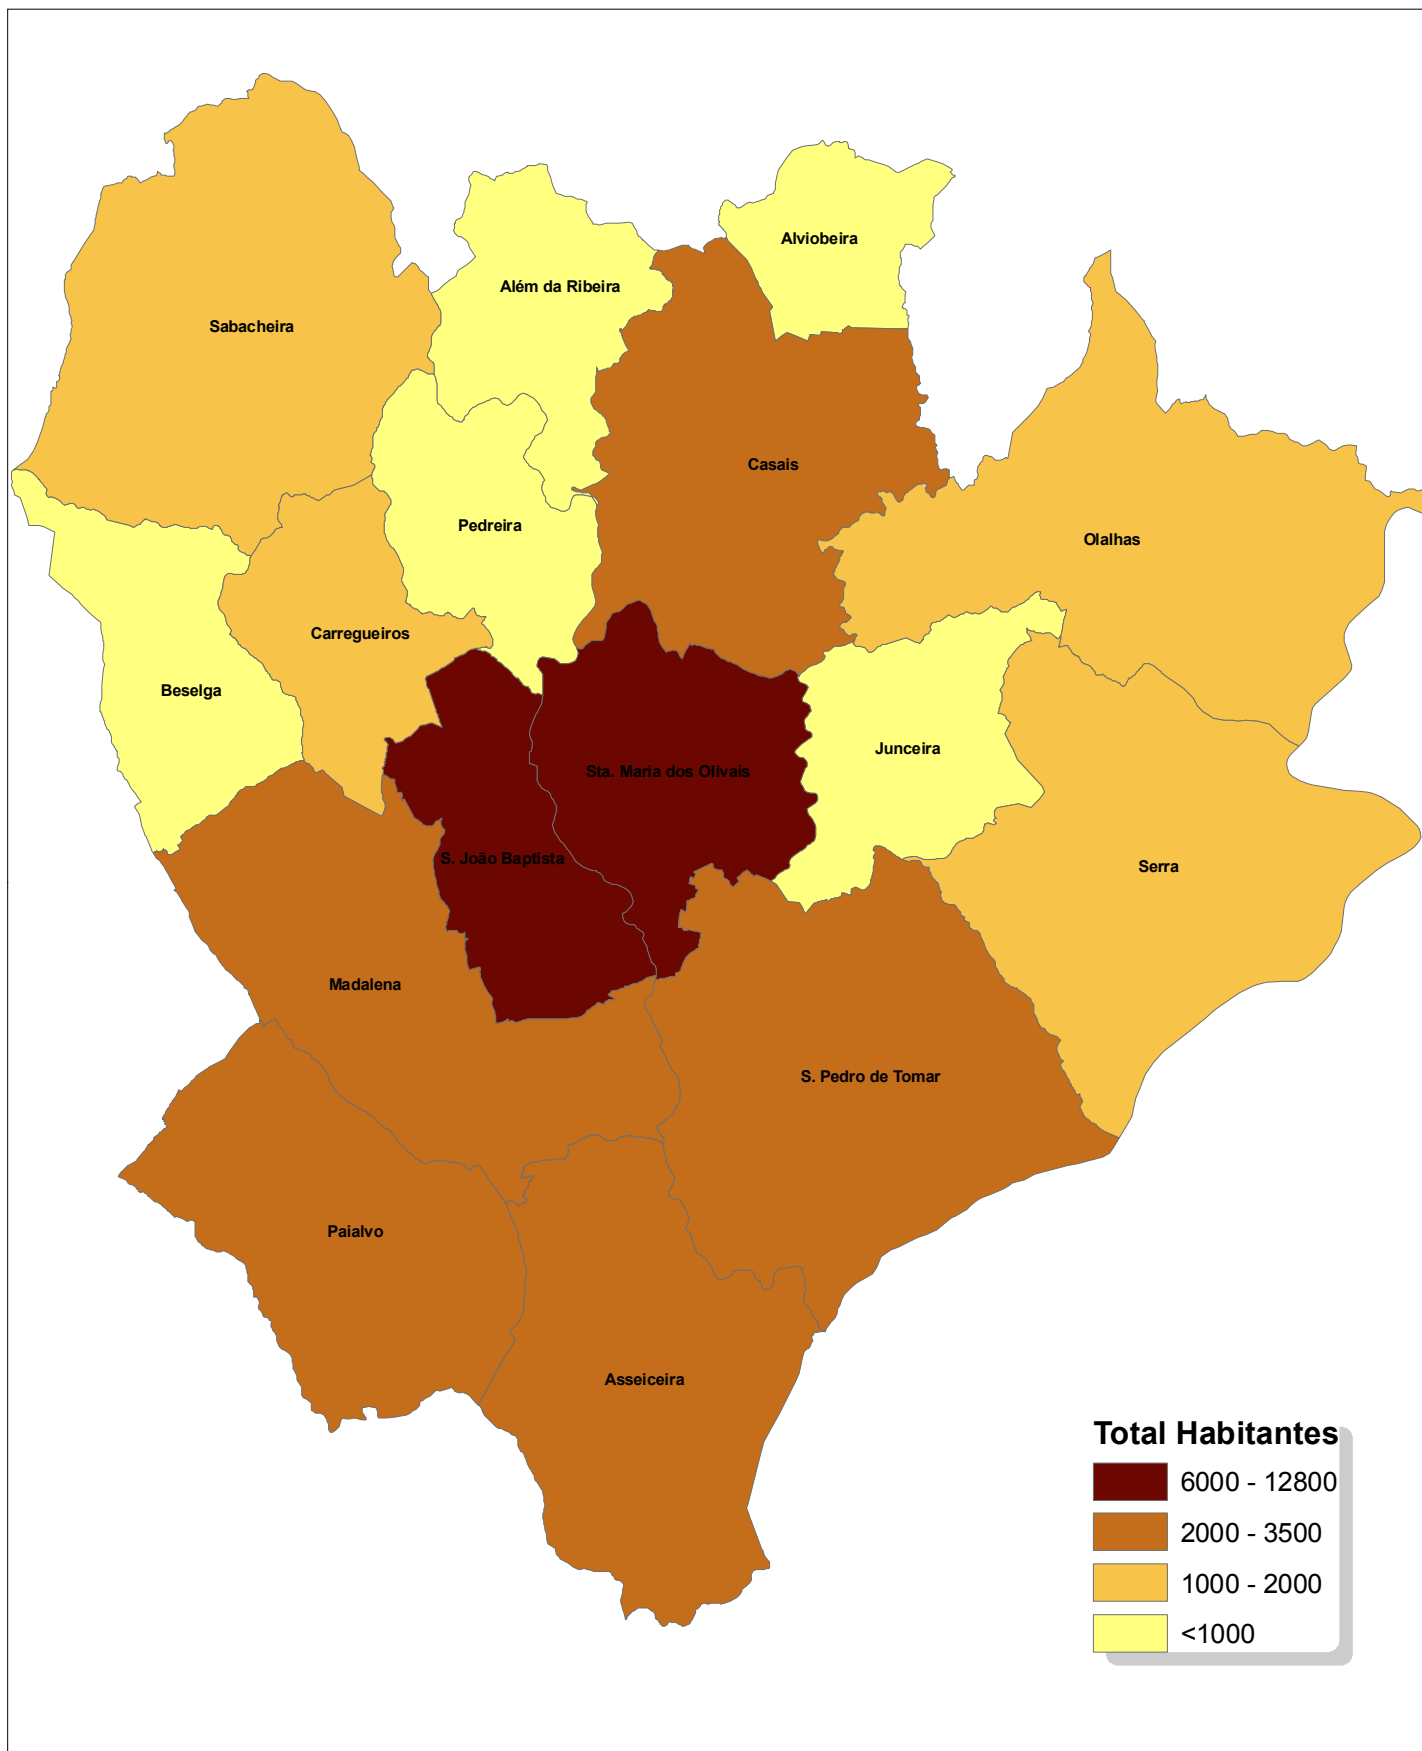 Alviobeira
Além da Ribeira
Sabacheira
Casais
Pedreira
Olalhas
Carregueiros
Beselga
Junceira
Sta. Maria dos Olivais
S. João Baptista
Serra
Madalena
S. Pedro de Tomar
Paialvo
Asseiceira
Total Habitantes
6000 - 12800
2000 - 3500
1000 - 2000
<1000